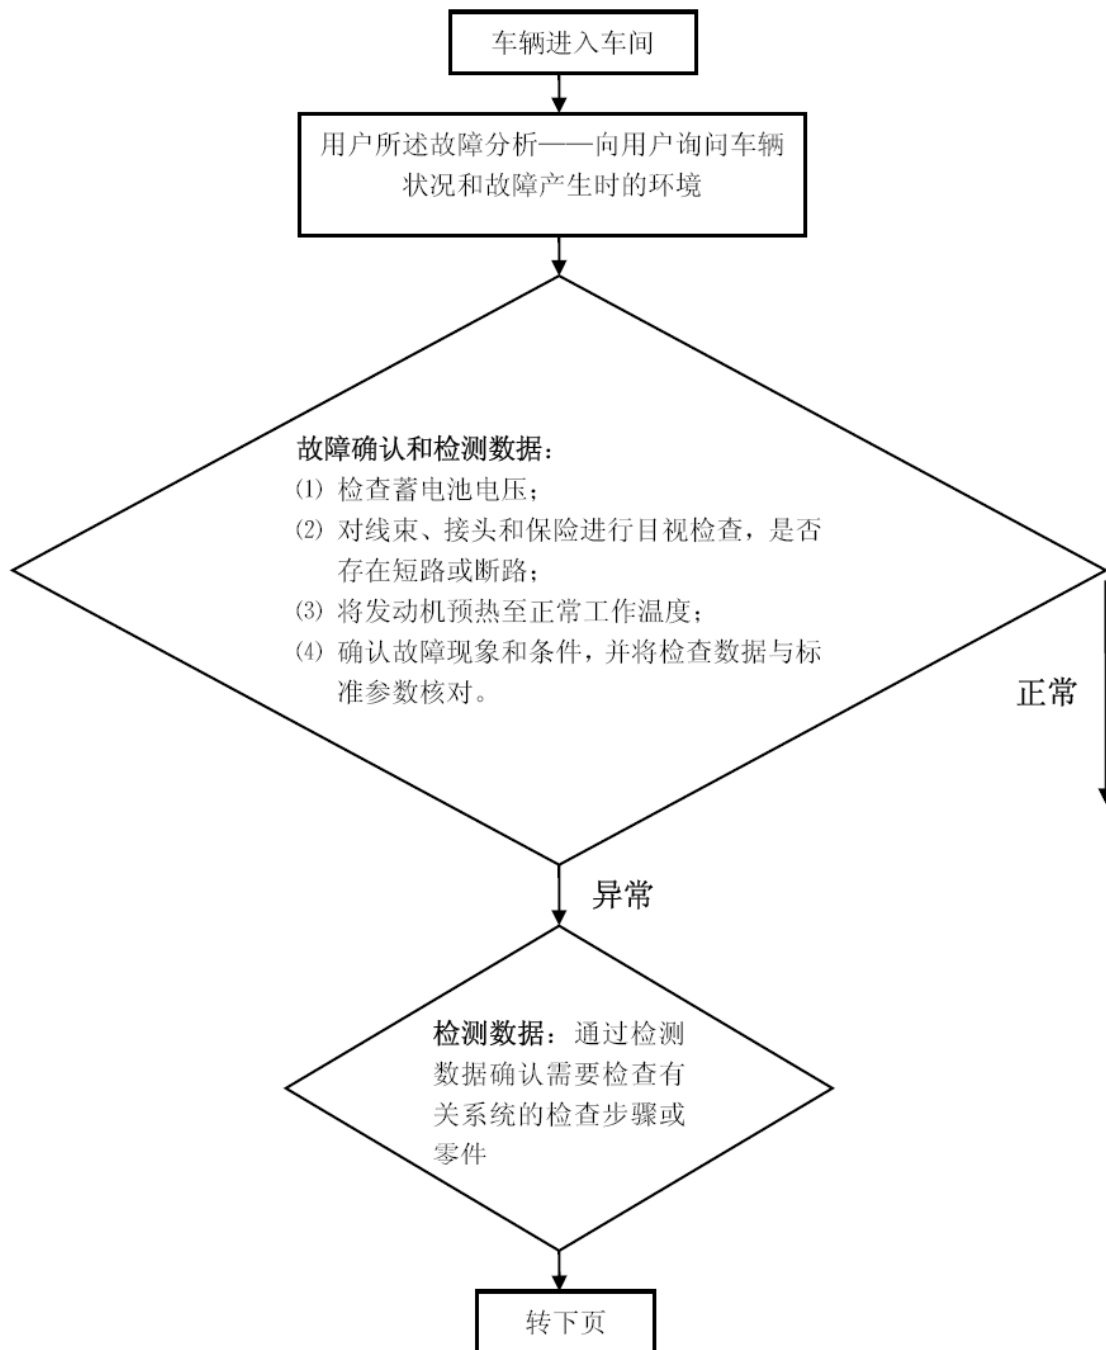 车辆进入车间
用户所述故障分析——向用户询问车辆
状况和故障产生时的环境
故障确认和检测数据：
⑴ 检查蓄电池电压；
⑵ 对线束、接头和保险进行目视检查，是否
存在短路或断路；
⑶ 将发动机预热至正常工作温度；
⑷ 确认故障现象和条件，并将检查数据与标
准参数核对。
正常
异常
检测数据：通过检测
数据确认需要检查有
关系统的检查步骤或
零件
转下页